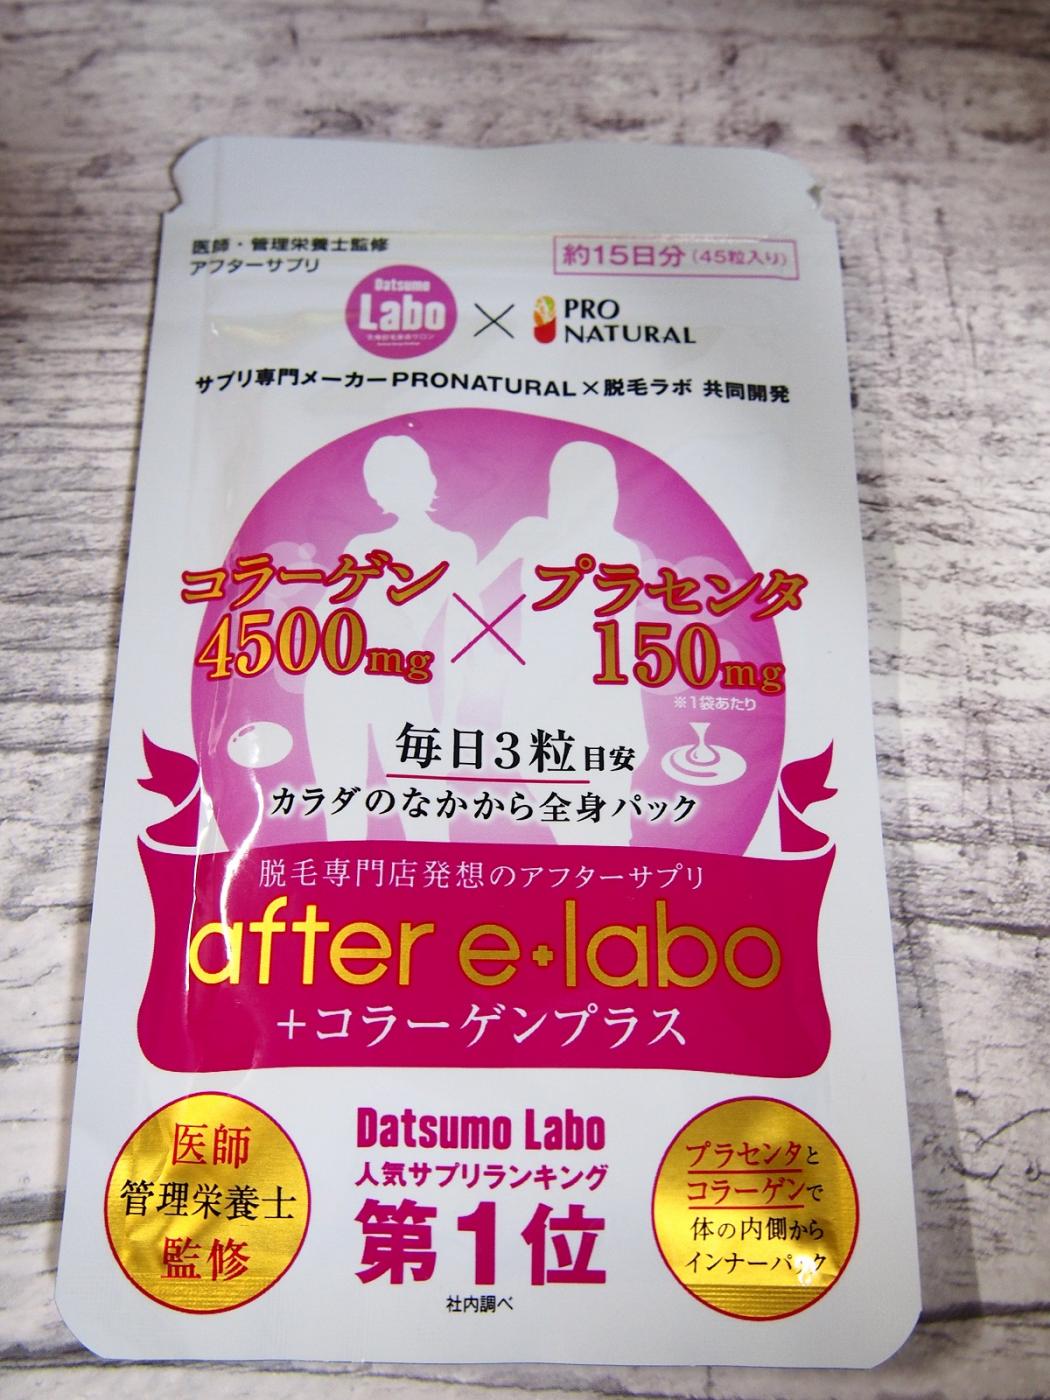 医師・管理栄養士監修
アフターサプリ
約15日分(45粒入り)
Datsumo
Labo
×
PRO
NATURAL
サプリ専門メーカーPRONATURAL×脱毛ラボ 共同開発
コラーゲン
4500mg
×
プラセンタ
150mg
※1袋あたり
毎日3粒目安
カラダのなかから全身パック
脱毛専門店発想のアフターサプリ
after e+labo
+コラーゲンプラス
医師
管理栄養士
監修
Datsumo Labo
人気サプリランキング
第1位
社内調べ
プラセンタと
コラーゲンで
体の内側から
インナーパック